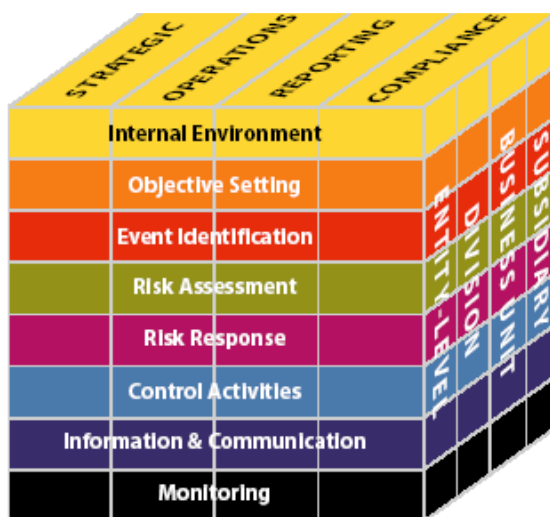 STRATEGIC
OPERATIONS
REPORTING
COMPLIANCE
Internal Environment
Objective Setting
Event Identification
Risk Assessment
Risk Response
Control Activities
Information & Communication
Monitoring
ENTITY-LEVEL
DIVISION
BUSINESS UNIT
SUBSIDIARY